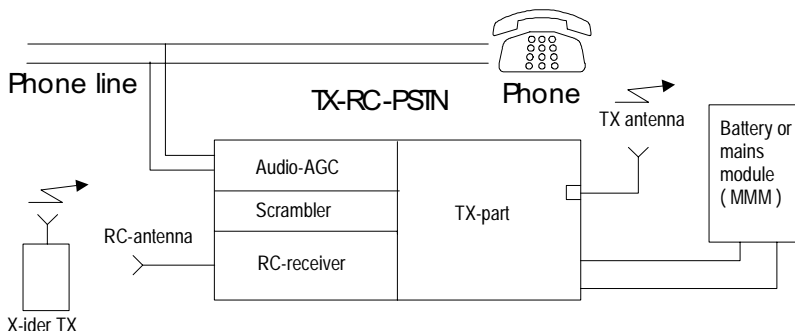 Phone line
TX-RC-PSTN
Phone
TX antenna
Battery or
mains
module
( MMM )
Audio-AGC
Scrambler
TX-part
RC-antenna
RC-receiver
X-ider TX